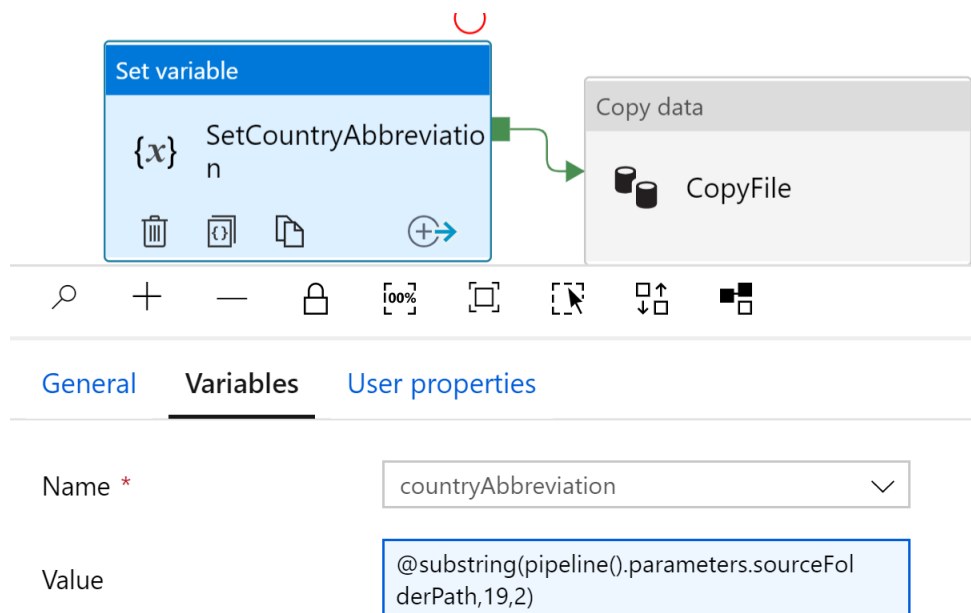 Set variable
{x}
SetCountryAbbreviatio
n
{}
Copy data
CopyFile
100%
General
Variables
User properties
Name *
countryAbbreviation
Value
@substring(pipeline().parameters.sourceFol
derPath,19,2)